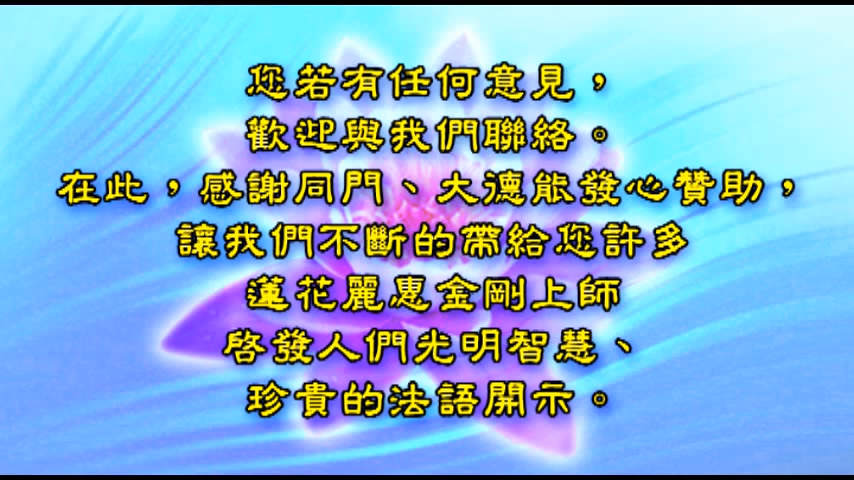 您若有任何意見，
歡迎與我們聯絡。
在此，感謝同門、大德能發心贊助，
讓我們不斷的帶給您許多
蓮花麗惠金剛上師
啓發人們光明智慧、
珍貴的法語開示。